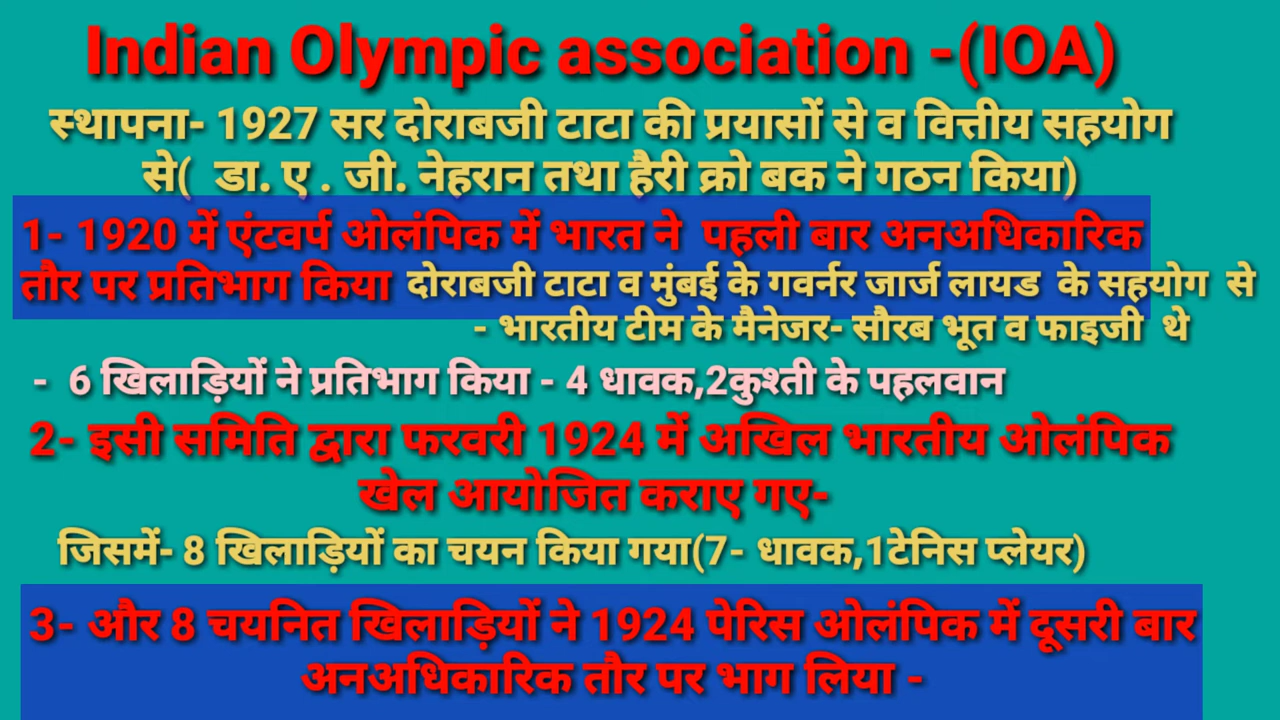 Indian Olympic association -(IOA)
स्थापना- 1927 सर दोराबजी टाटा की प्रयासों से व वित्तीय सहयोग
से( डा. ए . जी. नेहरान तथा हैरी क्रो बक ने गठन किया)
1- 1920 में एंटवर्प ओलंपिक में भारत ने पहली बार अनअधिकारिक
तौर पर प्रतिभाग किया दोराबजी टाटा व मुंबई के गवर्नर जार्ज लायड के सहयोग से
- भारतीय टीम के मैनेजर- सौरब भूत व फाइजी थे
- 6 खिलाड़ियों ने प्रतिभाग किया - 4 धावक,2कुश्ती के पहलवान
2- इसी समिति द्वारा फरवरी 1924 में अखिल भारतीय ओलंपिक
खेल आयोजित कराए गए-
जिसमें- 8 खिलाड़ियों का चयन किया गया(7- धावक,1टेनिस प्लेयर)
3- और 8 चयनित खिलाड़ियों ने 1924 पेरिस ओलंपिक में दूसरी बार
अनअधिकारिक तौर पर भाग लिया -